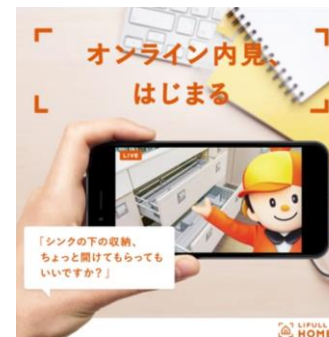 オンライン内見、
はじまる
LIVE
「シンクの下の収納、
ちょっと開けてもらっても
いいですか？」
LIFULL
HOME